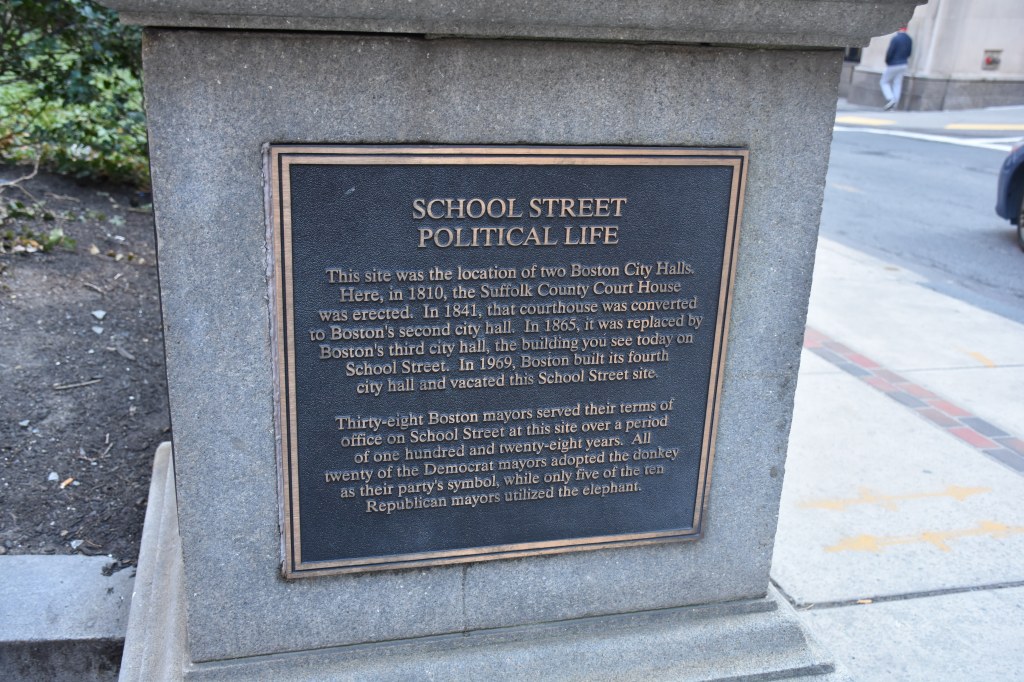 SCHOOL STREET
POLITICAL LIFE
This site was the location of two Boston City Halls.
Here, in 1810, the Suffolk County Court House
was erected. In 1841, that courthouse was converted
to Boston's second city hall. In 1865, it was replaced by
Boston's third city hall, the building you see today on
School Street. In 1969, Boston built its fourth
city hall and vacated this School Street site.
Thirty-eight Boston mayors served their terms of
office on School Street at this site over a period
of one hundred and twenty-eight years. All
twenty of the Democrat mayors adopted the donkey
as their party's symbol, while only five of the ten
Republican mayors utilized the elephant.